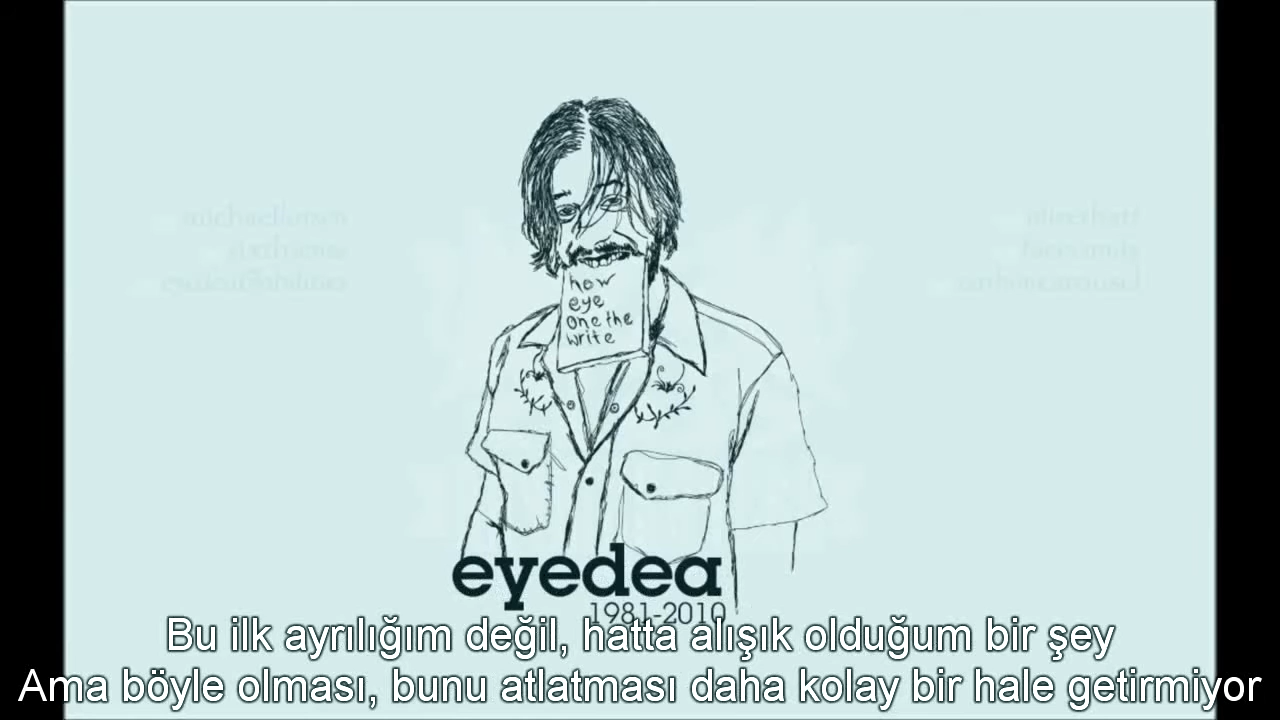 how
eye
one the
write
eyedea
1981-2010
Bu ilk ayrılığım değil, hatta alışık olduğum bir şey
Ama böyle olması, bunu atlatması daha kolay bir hale getirmiyor